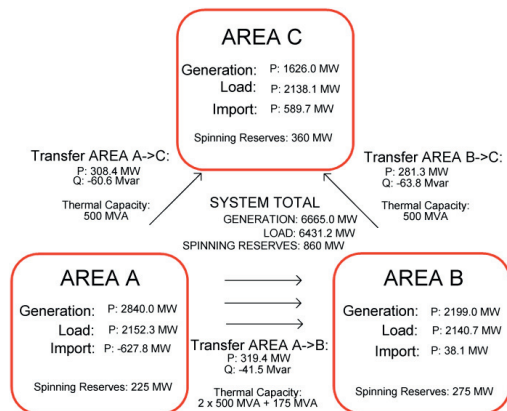 AREA C
Generation: P: 1626.0 MW
Load: P: 2138.1 MW
Import: P: 589.7 MW
Spinning Reserves: 360 MW
Transfer AREA A->C:
P: 308.4 MW
Q: -60.6 Mvar
Thermal Capacity:
500 MVA
Transfer AREA B->C:
P: 281.3 MW
Q: -63.8 Mvar
Thermal Capacity:
500 MVA
SYSTEM TOTAL
GENERATION: 6665.0 MW
LOAD: 6431.2 MW
SPINNING RESERVES: 860 MW
AREA A
Generation: P: 2840.0 MW
Load: P: 2152.3 MW
Import: P: -627.8 MW
Spinning Reserves: 225 MW
AREA B
Generation: P: 2199.0 MW
Load: P: 2140.7 MW
Import: P: 38.1 MW
Spinning Reserves: 275 MW
Transfer AREA A->B:
P: 319.4 MW
Q: -41.5 Mvar
Thermal Capacity:
2 x 500 MVA + 175 MVA